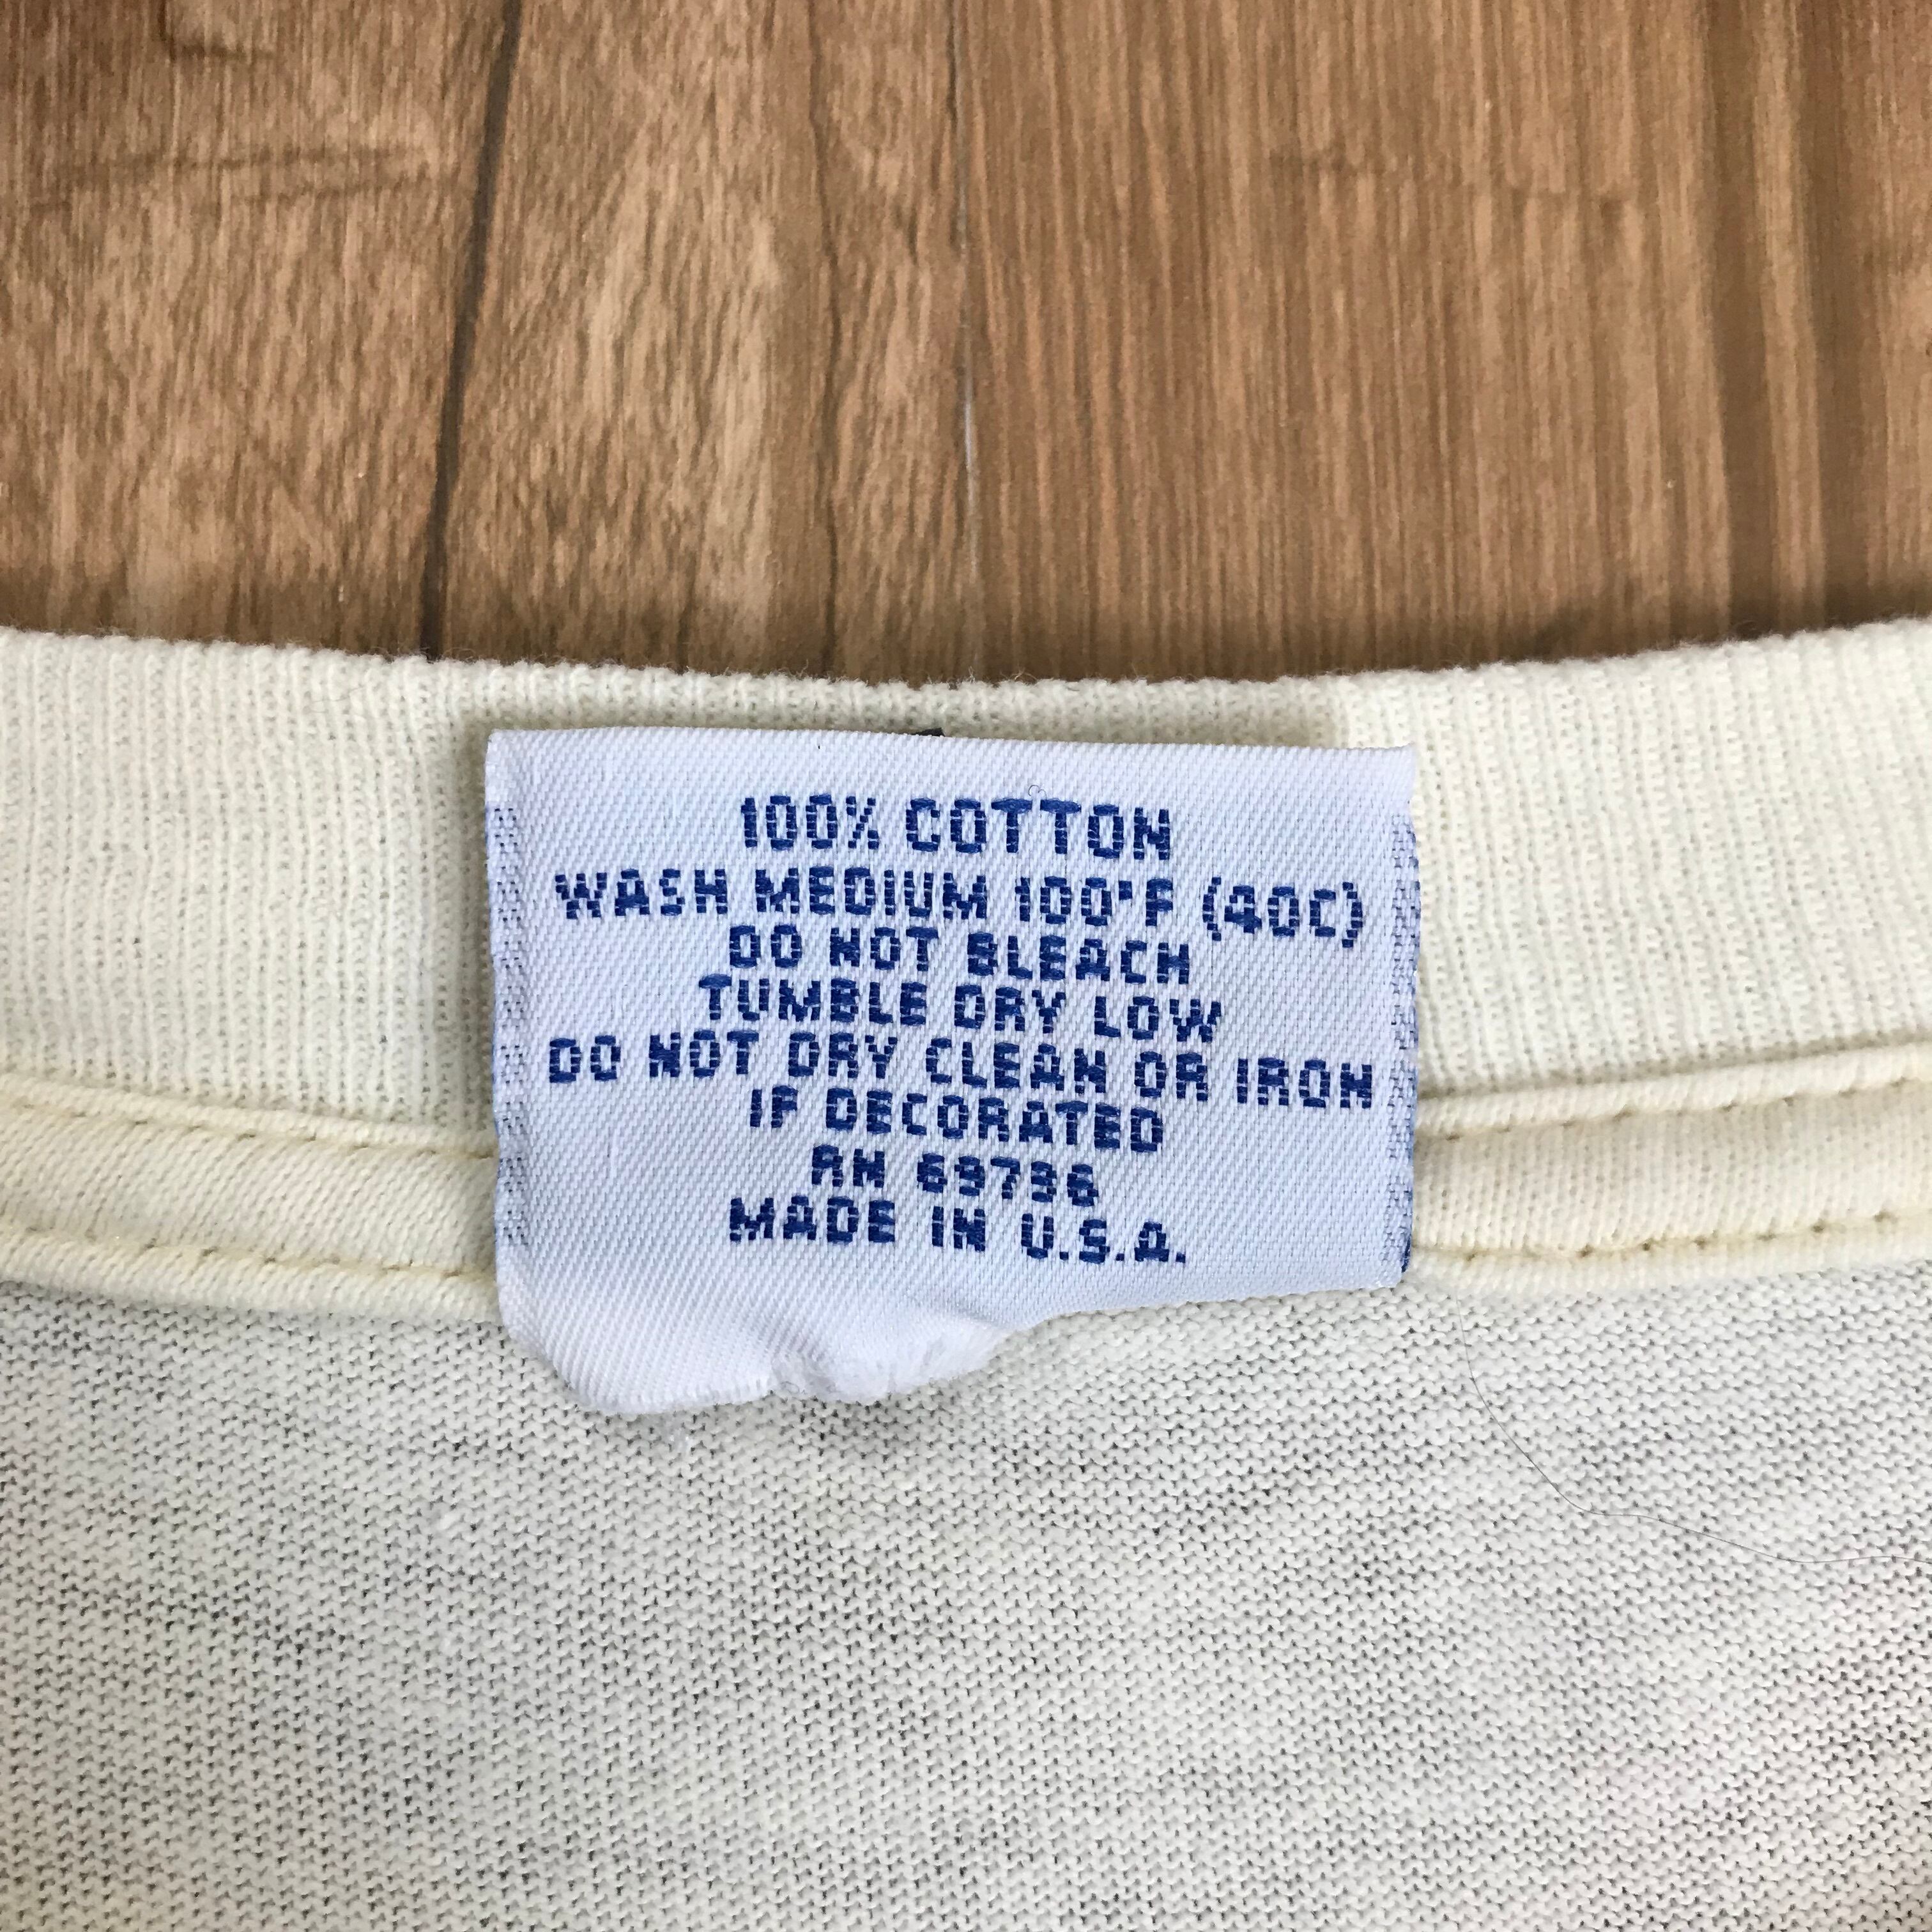 100% COTTON
WASH MEDIUM 100°F (40C)
DO NOT BLEACH
TUMBLE DRY LOW
DO NOT DRY CLEAN OR IRON
IF DECORATED
RN 69796
MADE IN U.S.A.